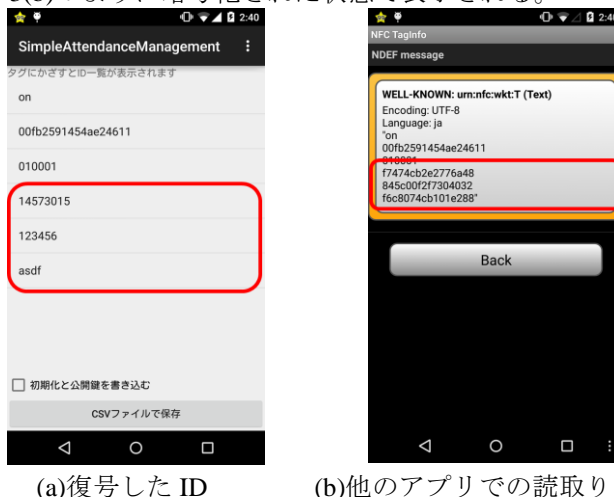 2:40
SimpleAttendanceManagement
タグにかざすとID一覧が表示されます
on
00fb2591454ae24611
010001
14573015
123456
asdf
初期化と公開鍵を書き込む
CSVファイルで保存
(a)復号した ID
NFC TagInfo
NDEF message
WELL-KNOWN: urn:nfc:wkt:T (Text)
Encoding: UTF-8
Language: ja
"on
00fb2591454ae24611
010001
f7474cb2e2776a48
845c00f2f7304032
f6c8074cb101e288"
Back
(b)他のアプリでの読取り